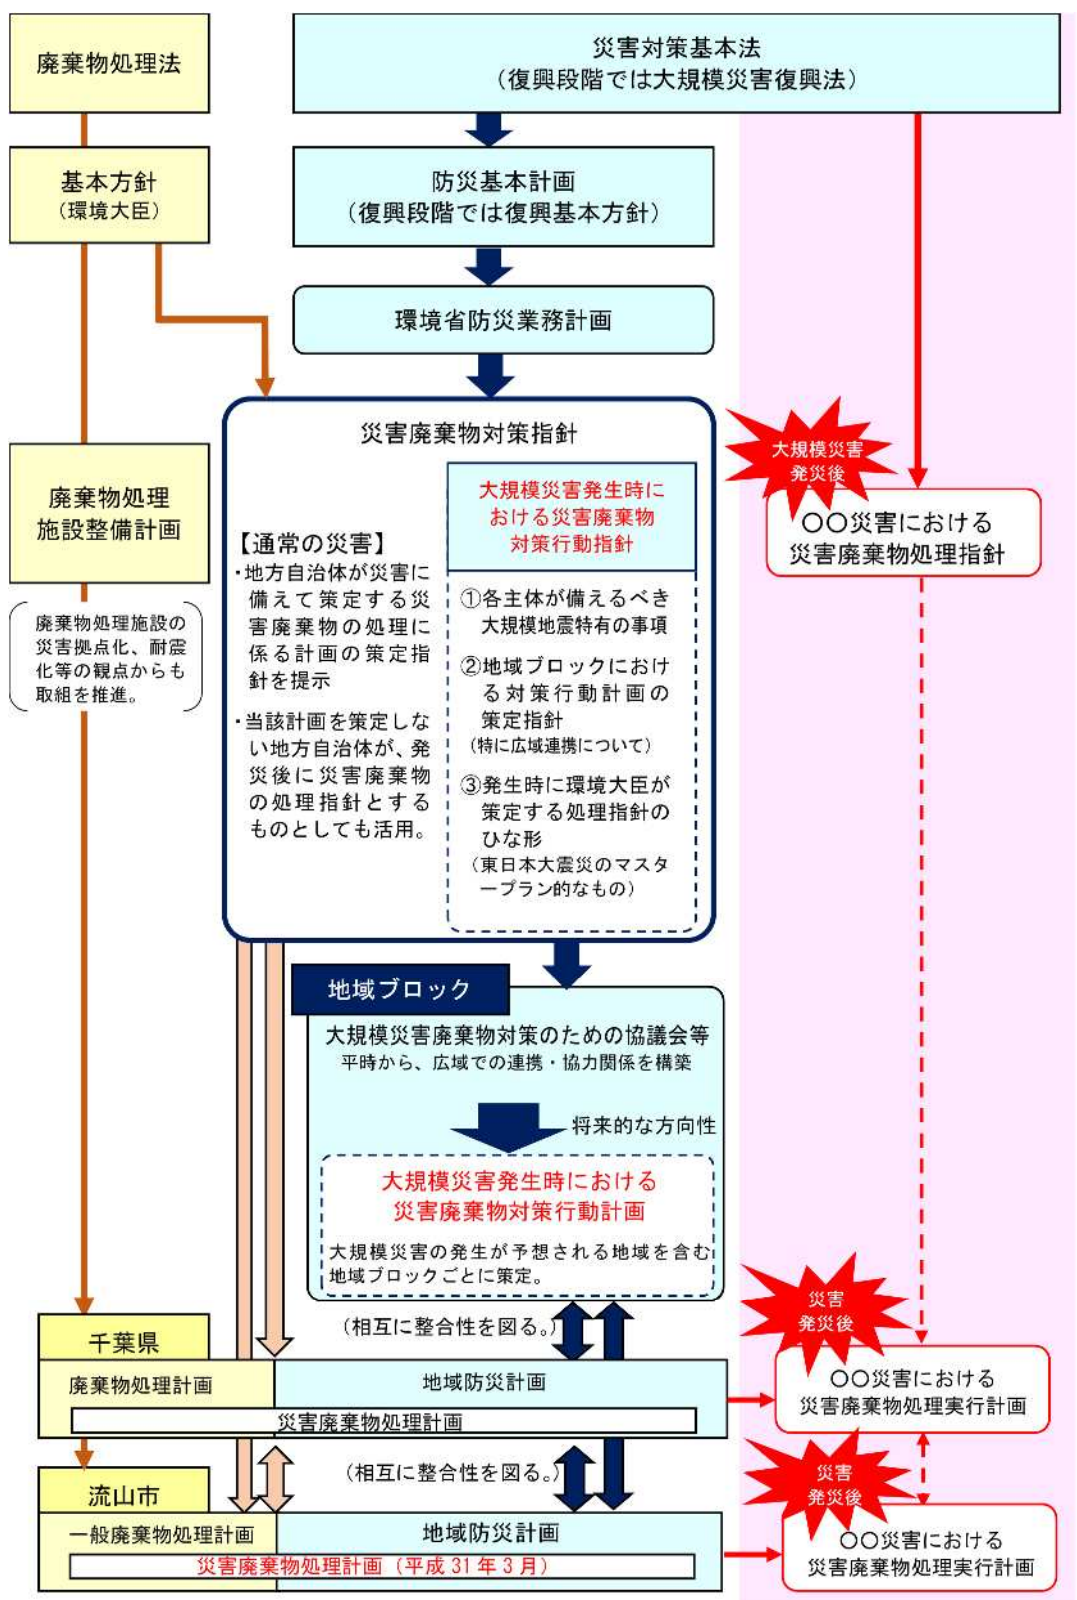 廃棄物処理法
災害対策基本法
(復興段階では大規模災害復興法)
基本方針
(環境大臣)
防災基本計画
(復興段階では復興基本方針)
環境省防災業務計画
災害廃棄物対策指針
【通常の災害】
・地方自治体が災害に
備えて策定する災
害廃棄物の処理に
係る計画の策定指
針を提示
・当該計画を策定しな
い地方自治体が、発
災後に災害廃棄物
の処理指針とする
ものとしても活用。
大規模災害発生時に
おける災害廃棄物
対策行動指針
①各主体が備えるべき
大規模地震特有の事項
②地域ブロックにおけ
る対策行動計画の
策定指針
(特に広域連携について)
③発生時に環境大臣が
策定する処理指針の
ひな形
(東日本大震災のマスタ
ープラン的なもの)
廃棄物処理
施設整備計画
廃棄物処理施設の
災害拠点化、耐震
化等の観点からも
取組を推進。
大規模災害
発災後
〇〇災害における
災害廃棄物処理指針
地域ブロック
大規模災害廃棄物対策のための協議会等
平時から、広域での連携・協力関係を構築
将来的な方向性
大規模災害発生時における
災害廃棄物対策行動計画
大規模災害の発生が予想される地域を含む
地域ブロックごとに策定。
(相互に整合性を図る。)
千葉県
廃棄物処理計画
地域防災計画
災害廃棄物処理計画
災害
発災後
〇〇災害における
災害廃棄物処理実行計画
(相互に整合性を図る。)
流山市
一般廃棄物処理計画
地域防災計画
災害廃棄物処理計画(平成31年3月)
災害
発災後
〇〇災害における
災害廃棄物処理実行計画